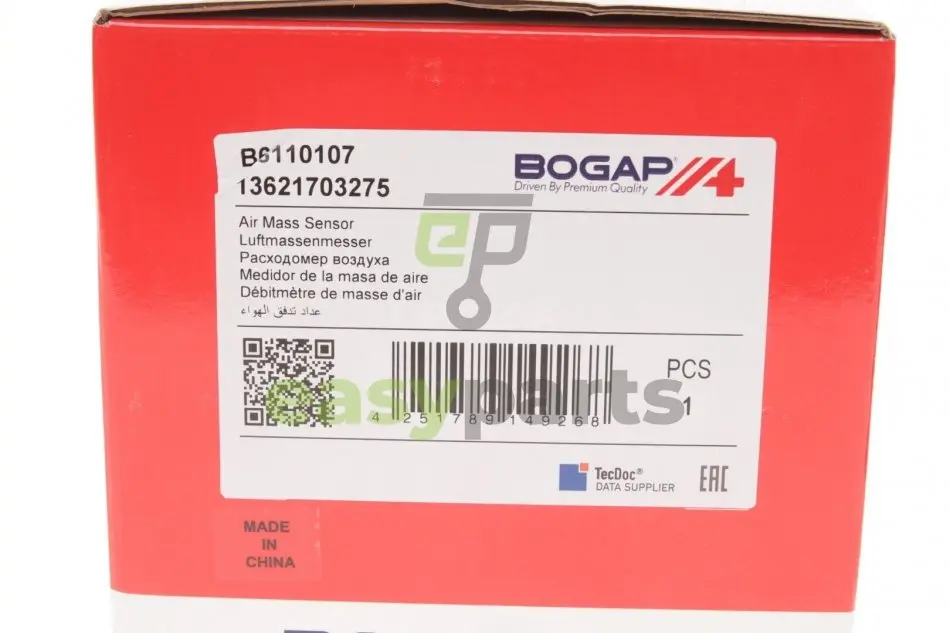 B6110107
13621703275
BOGAP
Driven By Premium Quality
Air Mass Sensor
Luftmassenmesser
Расходомер воздуха
Medidor de la masa de aire
Débitmètre de masse d'air
عداد تدفق الهواء
ep
easyparts
4 251789 149268
PCS
1
TecDoc®
DATA SUPPLIER
EAC
MADE
IN
CHINA